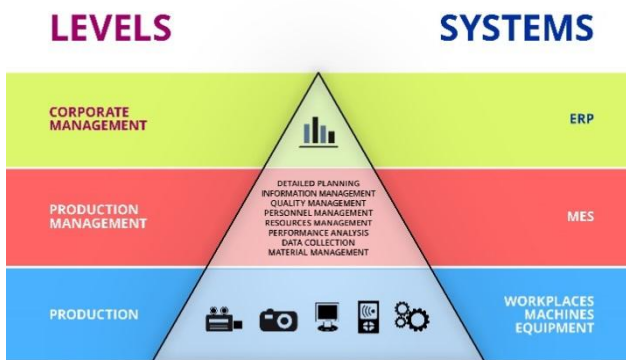 LEVELS
SYSTEMS
CORPORATE
MANAGEMENT
ERP
PRODUCTION
MANAGEMENT
DETAILED PLANNING
INFORMATION MANAGEMENT
QUALITY MANAGEMENT
PERSONNEL MANAGEMENT
RESOURCES MANAGEMENT
PERFORMANCE ANALYSIS
DATA COLLECTION
MATERIAL MANAGEMENT
MES
PRODUCTION
WORKPLACES
MACHINES
EQUIPMENT